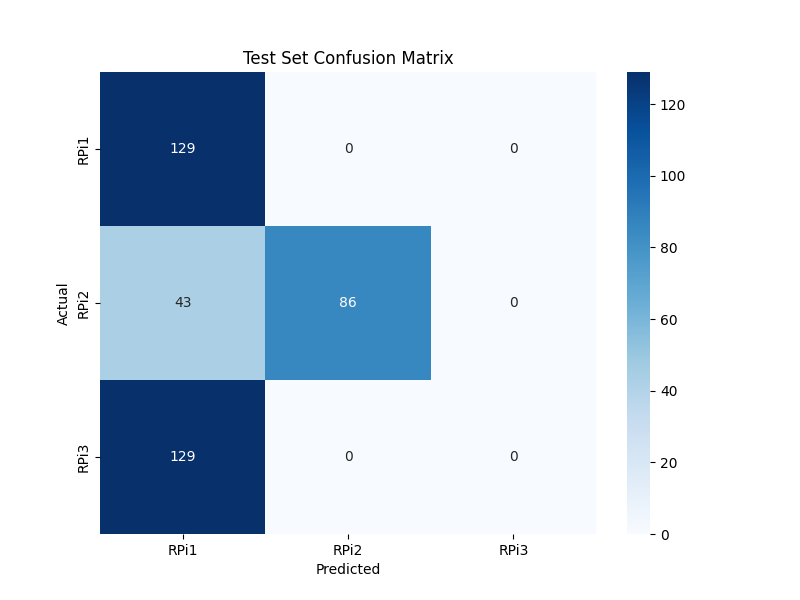 Test Set Confusion Matrix
Actual
RPi1
129 0 0
RPi2
43 86 0
RPi3
129 0 0
RPi1 RPi2 RPi3
Predicted
120
100
80
60
40
20
0